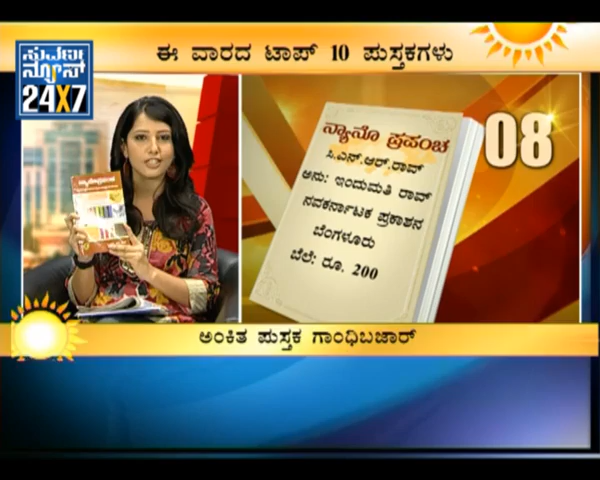 ಸುವರ್ಣ
ನ್ಯೂಸ್
24X7
ಈ ವಾರದ ಟಾಪ್ 10 ಪುಸ್ತಕಗಳು
08
ನ್ಯಾನೊ ಪ್ರಪಂಚ
ಸಿ.ಎನ್.ಆರ್.ರಾವ್
ಅನು: ಇಂದುಮತಿ ರಾವ್
ನವಕರ್ನಾಟಕ ಪ್ರಕಾಶನ
ಬೆಂಗಳೂರು
ಬೆಲೆ: ರೂ. 200
ಅಂಕಿತ ಪುಸ್ತಕ ಗಾಂಧಿಬಜಾರ್